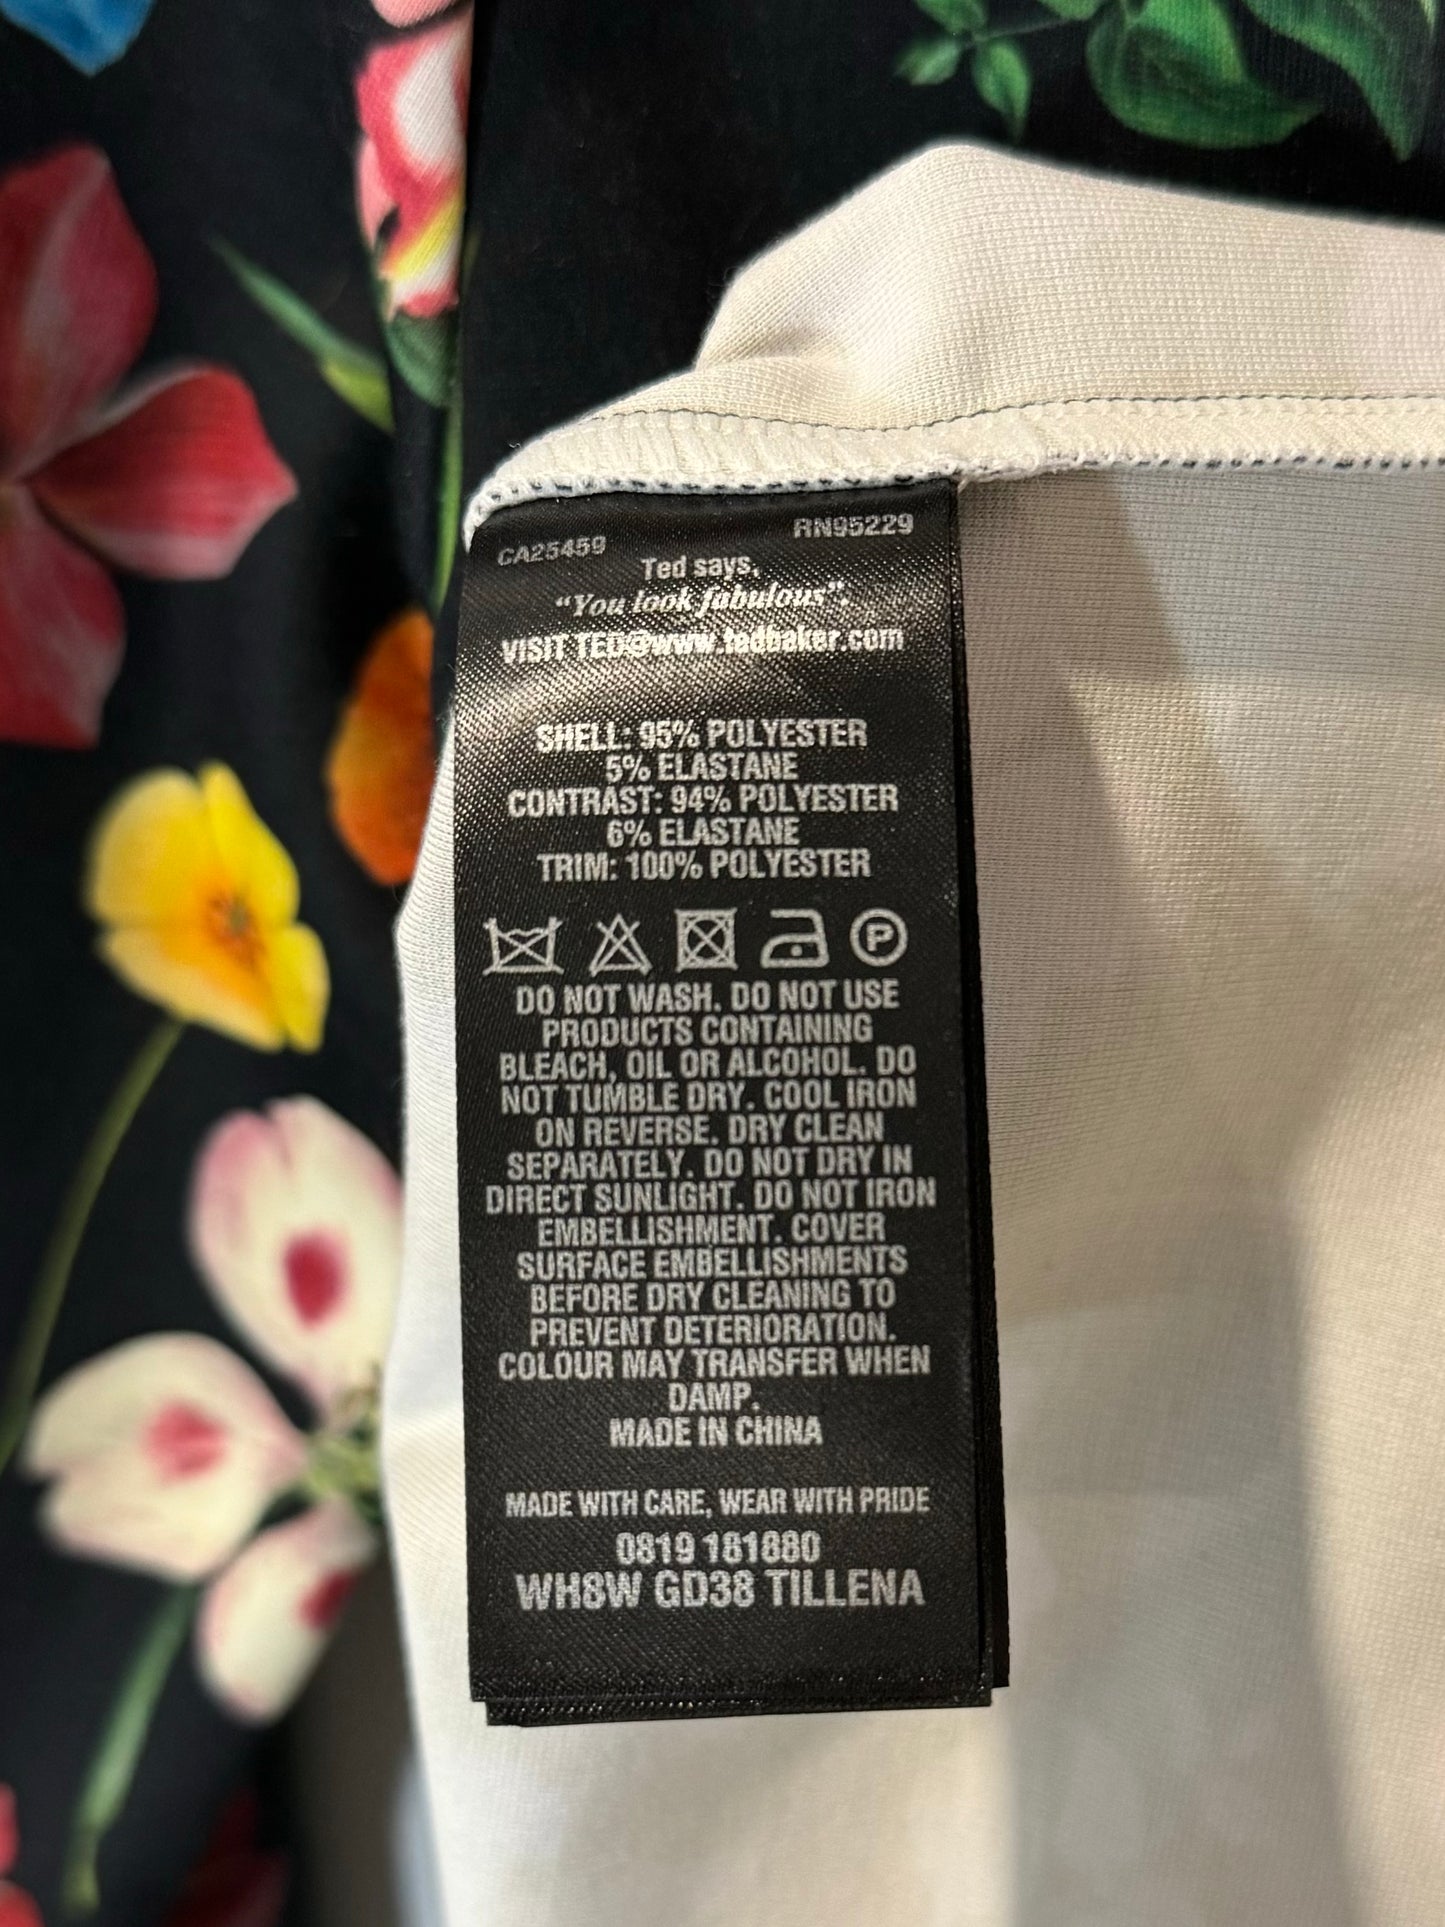 CA25459
RN95229
Ted says,
"You look fabulous".
VISIT TED@www.tedbaker.com
SHELL: 95% POLYESTER
5% ELASTANE
CONTRAST: 94% POLYESTER
6% ELASTANE
TRIM: 100% POLYESTER
P
DO NOT WASH. DO NOT USE
PRODUCTS CONTAINING
BLEACH, OIL OR ALCOHOL. DO
NOT TUMBLE DRY. COOL IRON
ON REVERSE. DRY CLEAN
SEPARATELY. DO NOT DRY IN
DIRECT SUNLIGHT. DO NOT IRON
EMBELLISHMENT. COVER
SURFACE EMBELLISHMENTS
BEFORE DRY CLEANING TO
PREVENT DETERIORATION.
COLOUR MAY TRANSFER WHEN
DAMP.
MADE IN CHINA
MADE WITH CARE, WEAR WITH PRIDE
0819 181880
WH8W GD38 TILLENA